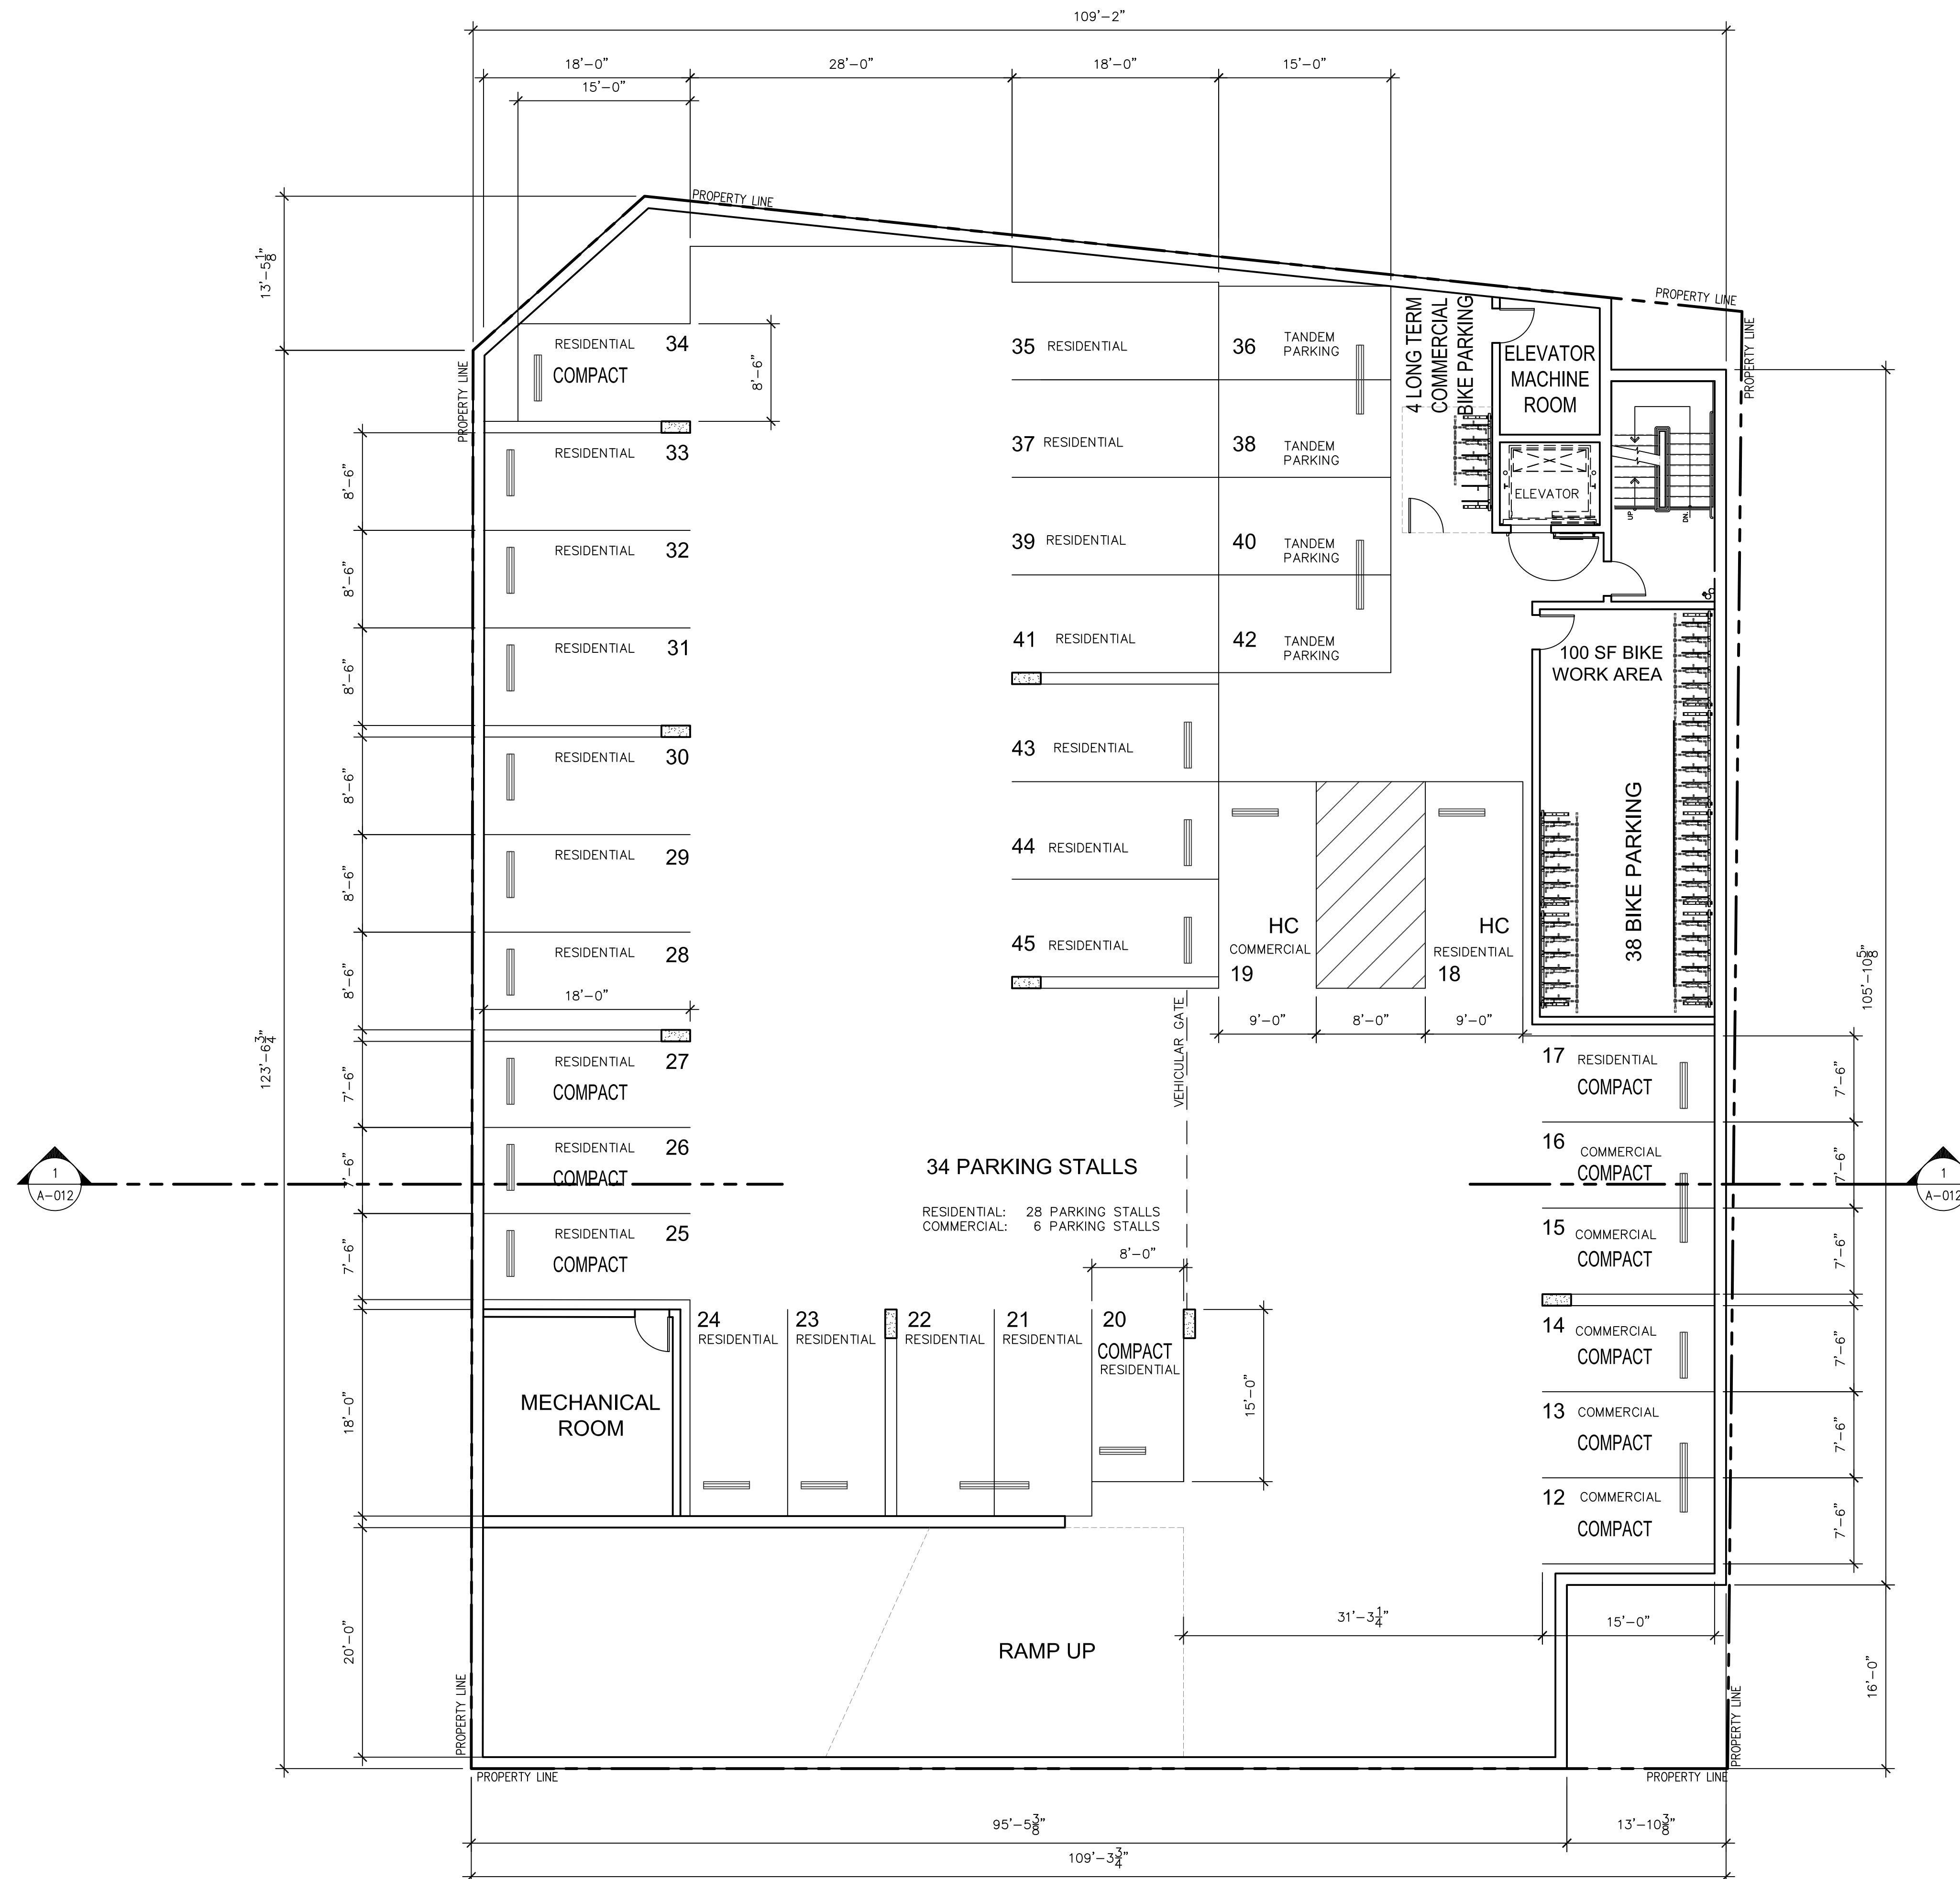 109'-2"
18'-0"
28'-0"
18'-0"
15'-0"
15'-0"
PROPERTY LINE
PROPERTY LINE
PROPERTY LINE
PROPERTY LINE
13'-5 1/8"
123'-6 3/4"
RESIDENTIAL 34
COMPACT
8'-6"
RESIDENTIAL 33
8'-6"
RESIDENTIAL 32
8'-6"
RESIDENTIAL 31
8'-6"
RESIDENTIAL 30
8'-6"
RESIDENTIAL 29
8'-6"
RESIDENTIAL 28
8'-6"
18'-0"
RESIDENTIAL 27
COMPACT
7'-6"
RESIDENTIAL 26
COMPACT
7'-6"
RESIDENTIAL 25
COMPACT
7'-6"
35 RESIDENTIAL
36 TANDEM
PARKING
37 RESIDENTIAL
38 TANDEM
PARKING
39 RESIDENTIAL
40 TANDEM
PARKING
41 RESIDENTIAL
42 TANDEM
PARKING
43 RESIDENTIAL
44 RESIDENTIAL
45 RESIDENTIAL
4 LONG TERM
COMMERCIAL
BIKE PARKING
ELEVATOR
MACHINE
ROOM
ELEVATOR
UP
DN.
100 SF BIKE
WORK AREA
38 BIKE PARKING
HC
COMMERCIAL
19
HC
RESIDENTIAL
18
9'-0"
8'-0"
9'-0"
VEHICULAR GATE
105'-10 5/8"
17 RESIDENTIAL
COMPACT
7'-6"
16 COMMERCIAL
COMPACT
7'-6"
15 COMMERCIAL
COMPACT
7'-6"
14 COMMERCIAL
COMPACT
7'-6"
13 COMMERCIAL
COMPACT
7'-6"
12 COMMERCIAL
COMPACT
7'-6"
1
A-012
1
A-012
34 PARKING STALLS
RESIDENTIAL: 28 PARKING STALLS
COMMERCIAL: 6 PARKING STALLS
8'-0"
24
RESIDENTIAL
23
RESIDENTIAL
22
RESIDENTIAL
21
RESIDENTIAL
20
COMPACT
RESIDENTIAL
15'-0"
MECHANICAL
ROOM
18'-0"
20'-0"
RAMP UP
31'-3 1/4"
15'-0"
16'-0"
PROPERTY LINE
PROPERTY LINE
PROPERTY LINE
PROPERTY LINE
95'-5 3/8"
13'-10 3/8"
109'-3 3/4"